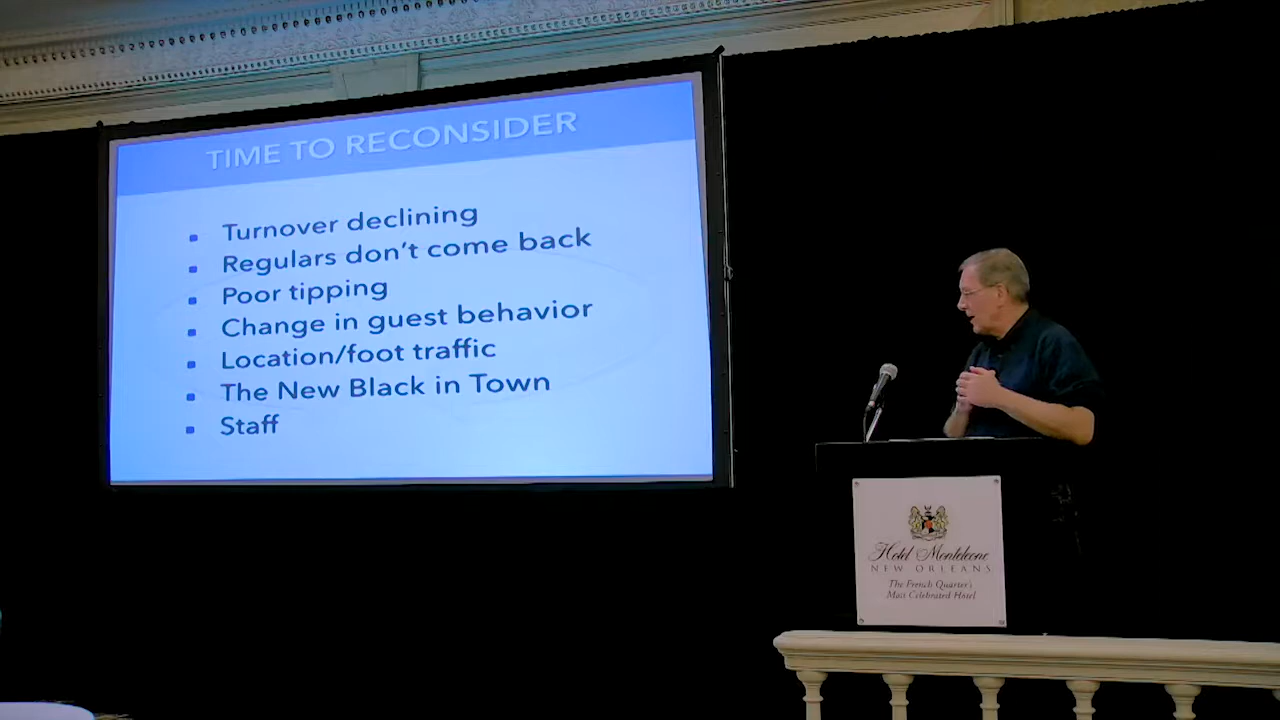 TIME TO RECONSIDER
Turnover declining
Regulars don't come back
Poor tipping
Change in guest behavior
Location/foot traffic
The New Black in Town
Staff
Hotel Monteleone
NEW ORLEANS
The French Quarter's
Most Celebrated Hotel